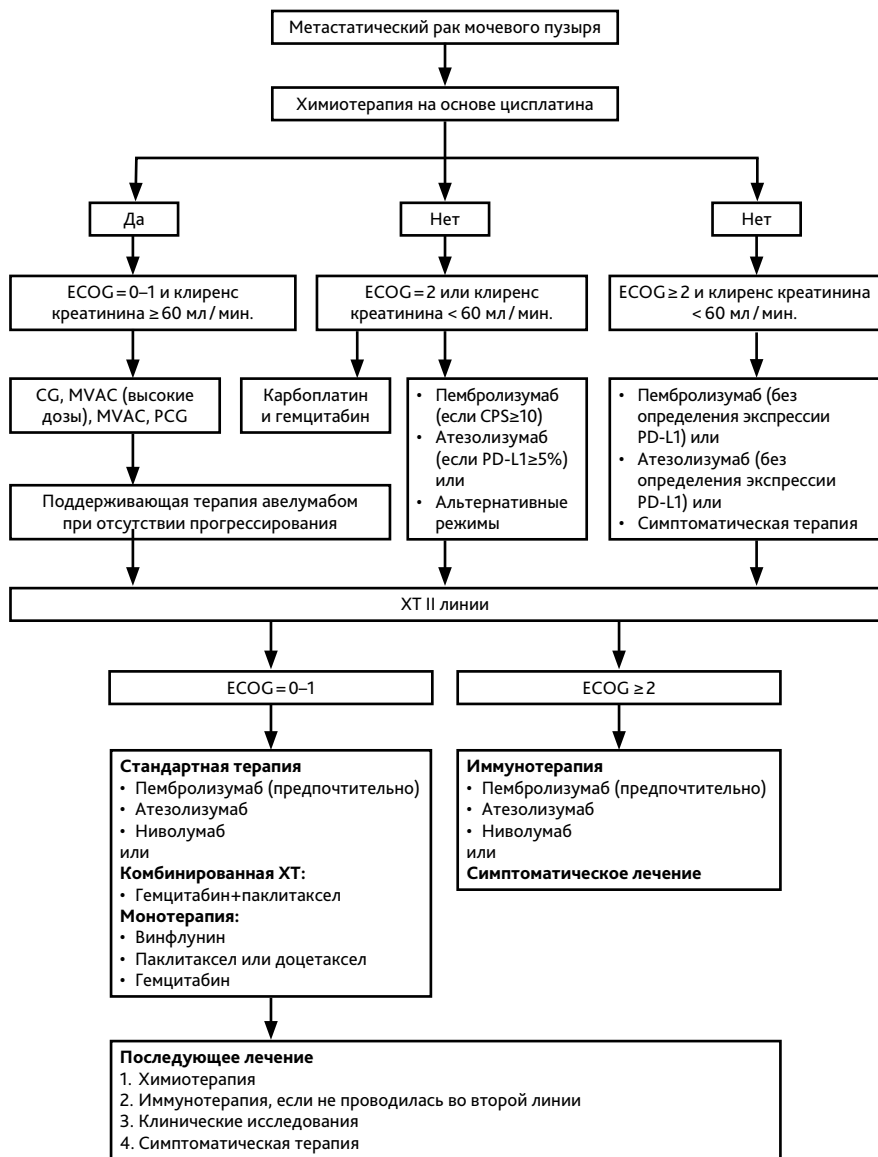 Метастатический рак мочевого пузыря
Химиотерапия на основе цисплатина
Да
Нет
Нет
ECOG = 0–1 и клиренс
креатинина ≥ 60 мл / мин.
ECOG = 2 или клиренс
креатинина < 60 мл / мин.
ECOG ≥ 2 и клиренс креатинина
< 60 мл / мин.
CG, MVAC (высокие
дозы), MVAC, PCG
Карбоплатин
и гемцитабин
• Пембролизумаб
(если CPS≥10)
• Атезолизумаб
(если PD-L1≥5%)
или
• Альтернативные
режимы
• Пембролизумаб (без
определения экспрессии
PD-L1) или
• Атезолизумаб (без
определения экспрессии
PD-L1) или
• Симптоматическая терапия
Поддерживающая терапия авелумабом
при отсутствии прогрессирования
ХТ II линии
ECOG = 0–1
ECOG ≥ 2
Стандартная терапия
• Пембролизумаб (предпочтительно)
• Атезолизумаб
• Ниволумаб
или
Комбинированная ХТ:
• Гемцитабин+паклитаксел
Монотерапия:
• Винфлунин
• Паклитаксел или доцетаксел
• Гемцитабин
Иммунотерапия
• Пембролизумаб (предпочтительно)
• Атезолизумаб
• Ниволумаб
или
Симптоматическое лечение
Последующее лечение
1. Химиотерапия
2. Иммунотерапия, если не проводилась во второй линии
3. Клинические исследования
4. Симптоматическая терапия